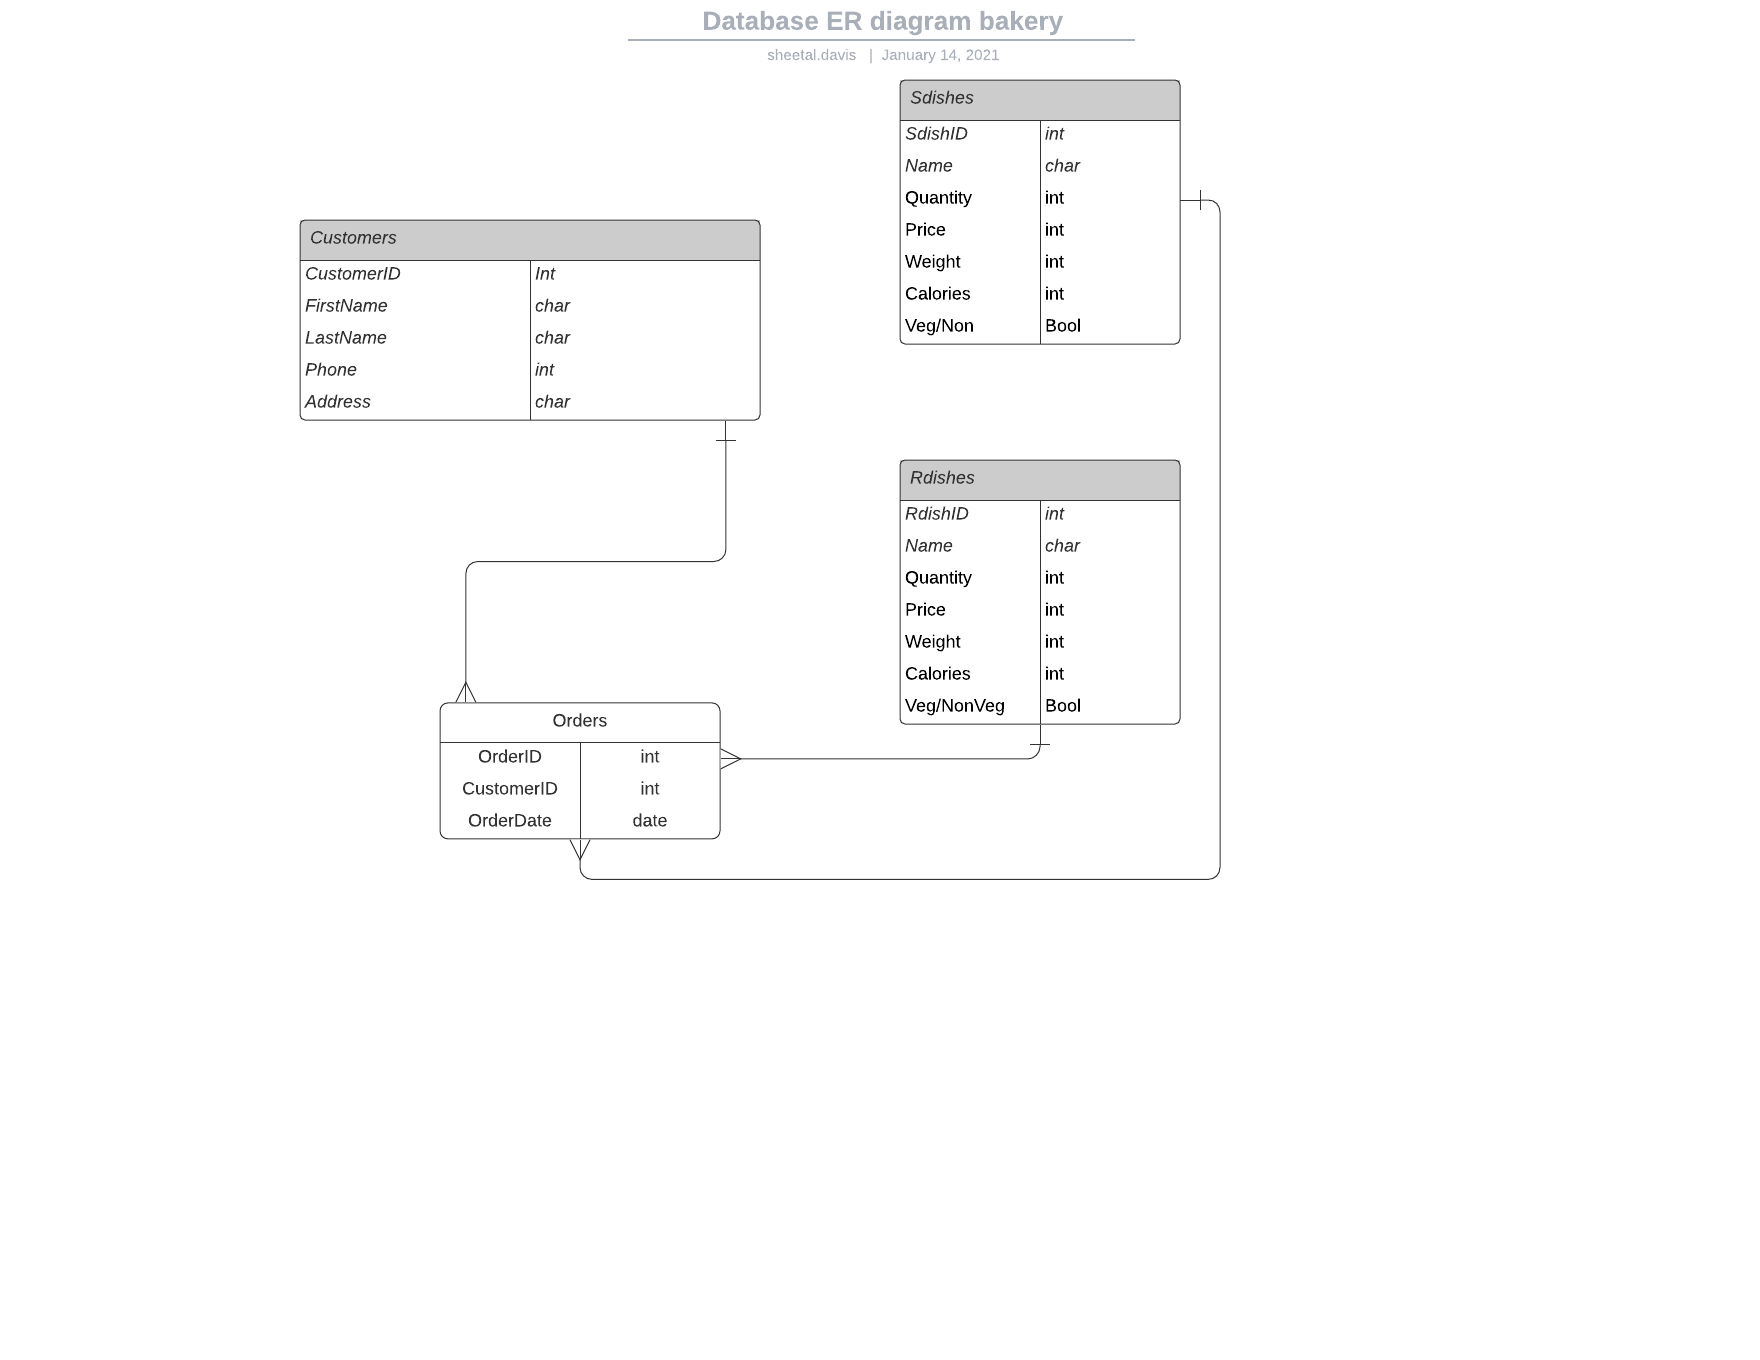 Database ER diagram bakery
sheetal.davis | January 14, 2021
Sdishes
SdishID int
Name char
Quantity int
Price int
Weight int
Calories int
Veg/Non Bool
Customers
CustomerID Int
FirstName char
LastName char
Phone int
Address char
Rdishes
RdishID int
Name char
Quantity int
Price int
Weight int
Calories int
Veg/NonVeg Bool
Orders
OrderID int
CustomerID int
OrderDate date